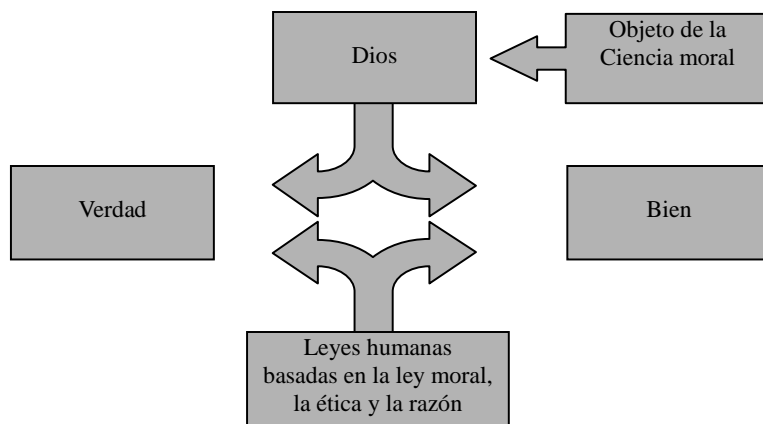 Dios
Objeto de la
Ciencia moral
Verdad
Bien
Leyes humanas
basadas en la ley moral,
la ética y la razón